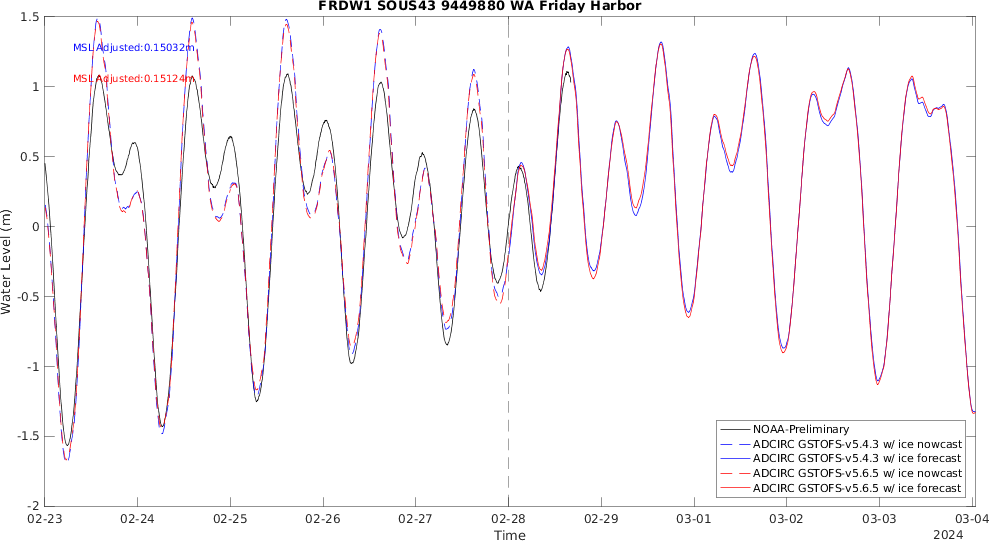 FRDW1 SOUS43 9449880 WA Friday Harbor
MSL Adjusted:0.15032m
MSL Adjusted:0.15124m
Water Level (m)
1.5
1
0.5
0
-0.5
-1
-1.5
-2
NOAA-Preliminary
ADCIRC GSTOFS-v5.4.3 w/ ice nowcast
ADCIRC GSTOFS-v5.4.3 w/ ice forecast
ADCIRC GSTOFS-v5.6.5 w/ ice nowcast
ADCIRC GSTOFS-v5.6.5 w/ ice forecast
02-23 02-24 02-25 02-26 02-27 02-28 02-29 03-01 03-02 03-03 03-04
Time
2024